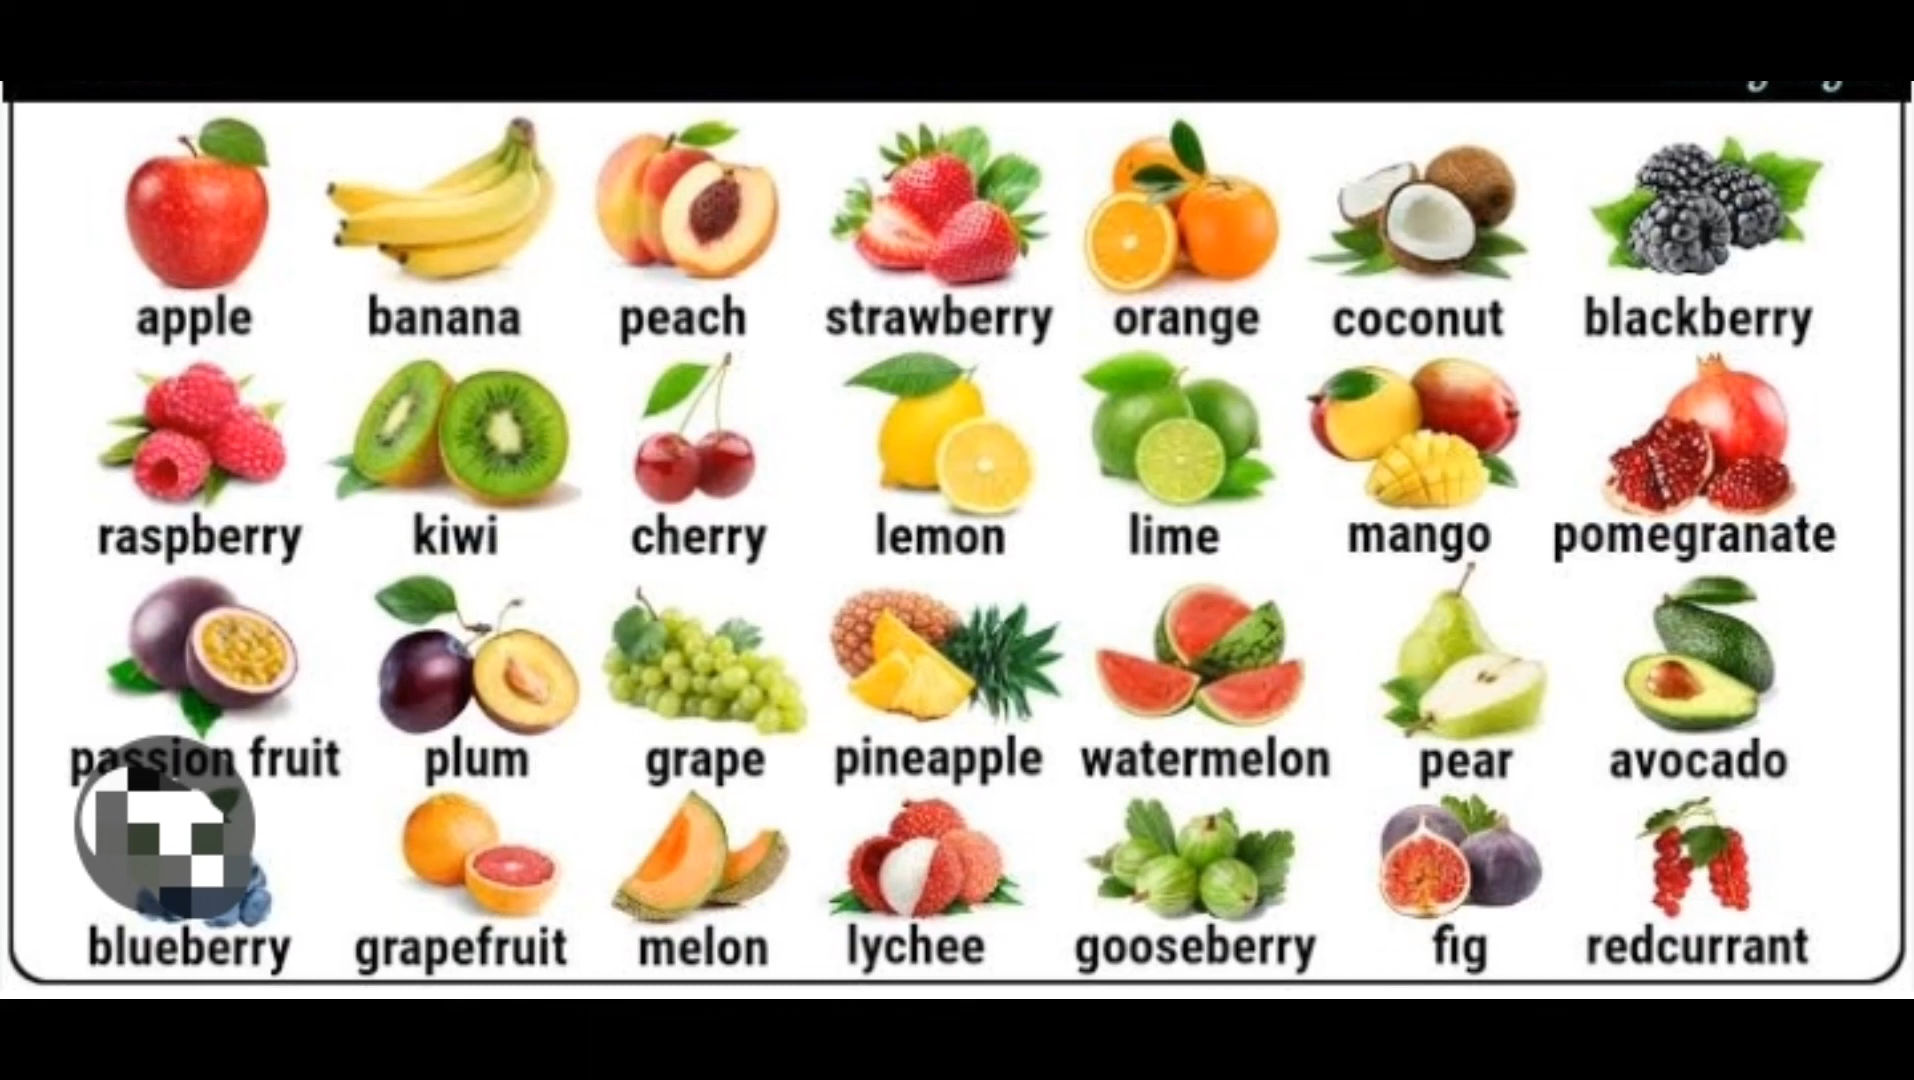 apple banana peach strawberry orange coconut blackberry
raspberry kiwi cherry lemon lime mango pomegranate
passion fruit plum grape pineapple watermelon pear avocado
blueberry grapefruit melon lychee gooseberry fig redcurrant